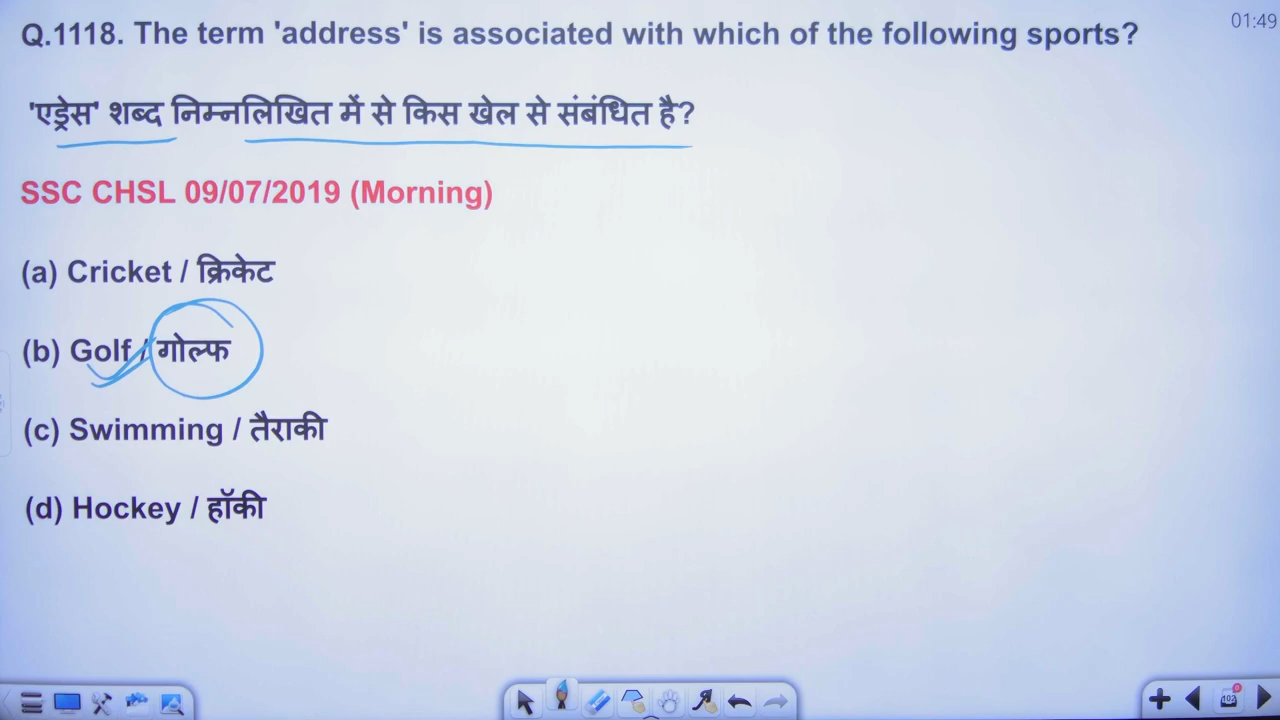 01:49
Q.1118. The term 'address' is associated with which of the following sports?
'एड्रेस' शब्द निम्नलिखित में से किस खेल से संबंधित है?
SSC CHSL 09/07/2019 (Morning)
(a) Cricket / क्रिकेट
(b) Golf / गोल्फ
(c) Swimming / तैराकी
(d) Hockey / हॉकी
102